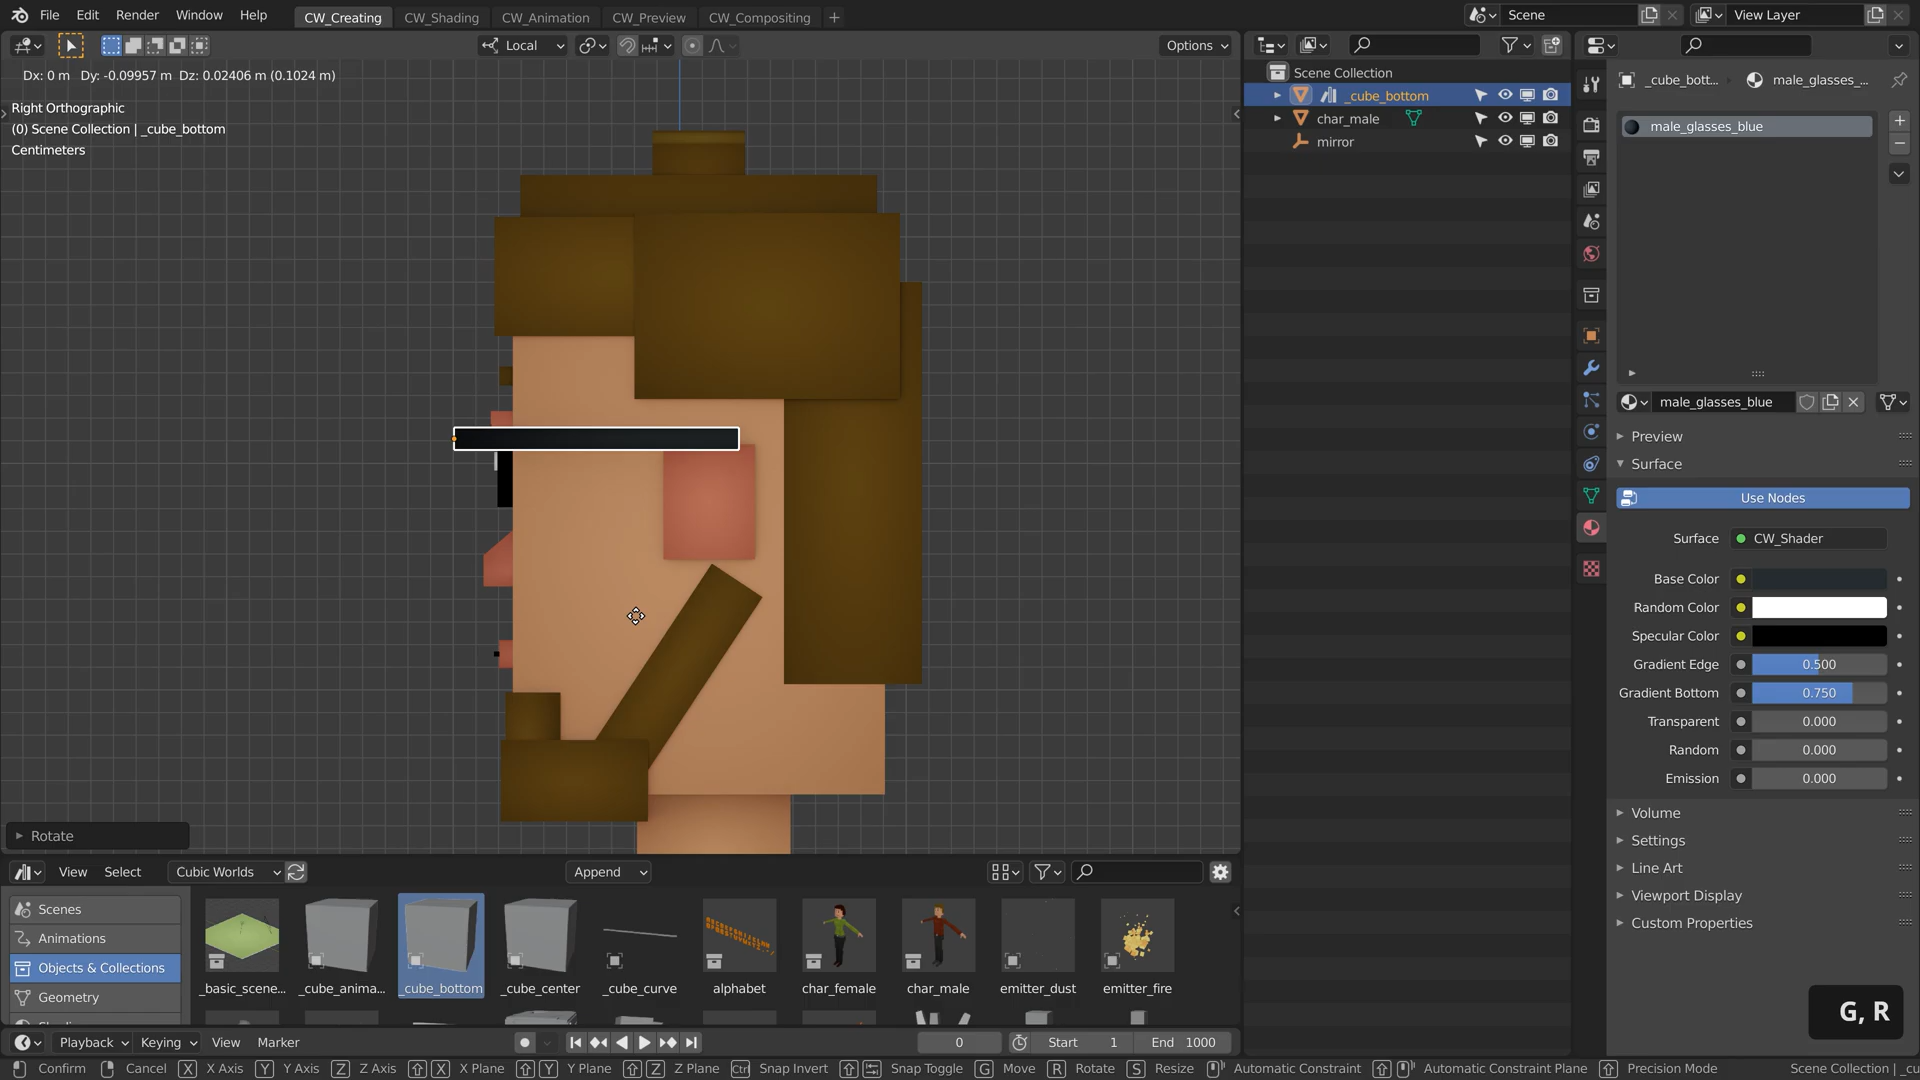 File Edit Render Window Help CW_Creating CW_Shading CW_Animation CW_Preview CW_Compositing + Scene View Layer
Local Options
Dx: 0 m Dy: -0.09957 m Dz: 0.02406 m (0.1024 m)
Right Orthographic
(0) Scene Collection | _cube_bottom
Centimeters
Scene Collection
_cube_bottom
char_male
mirror
_cube_bott... male_glasses_...
male_glasses_blue
male_glasses_blue
Preview
Surface
Use Nodes
Surface CW_Shader
Base Color
Random Color
Specular Color
Gradient Edge 0.500
Gradient Bottom 0.750
Transparent 0.000
Random 0.000
Emission 0.000
Volume
Settings
Line Art
Viewport Display
Custom Properties
Rotate
View Select Cubic Worlds Append
Scenes
Animations
Objects & Collections
Geometry
_basic_scene... _cube_anima... _cube_bottom _cube_center _cube_curve alphabet char_female char_male emitter_dust emitter_fire
G, R
Playback Keying View Marker 0 Start 1 End 1000
Confirm Cancel X X Axis Y Y Axis Z Z Axis X X Plane Y Y Plane Z Z Plane Ctrl Snap Invert Snap Toggle G Move R Rotate S Resize Automatic Constraint Automatic Constraint Plane Precision Mode Scene Collection | _cu